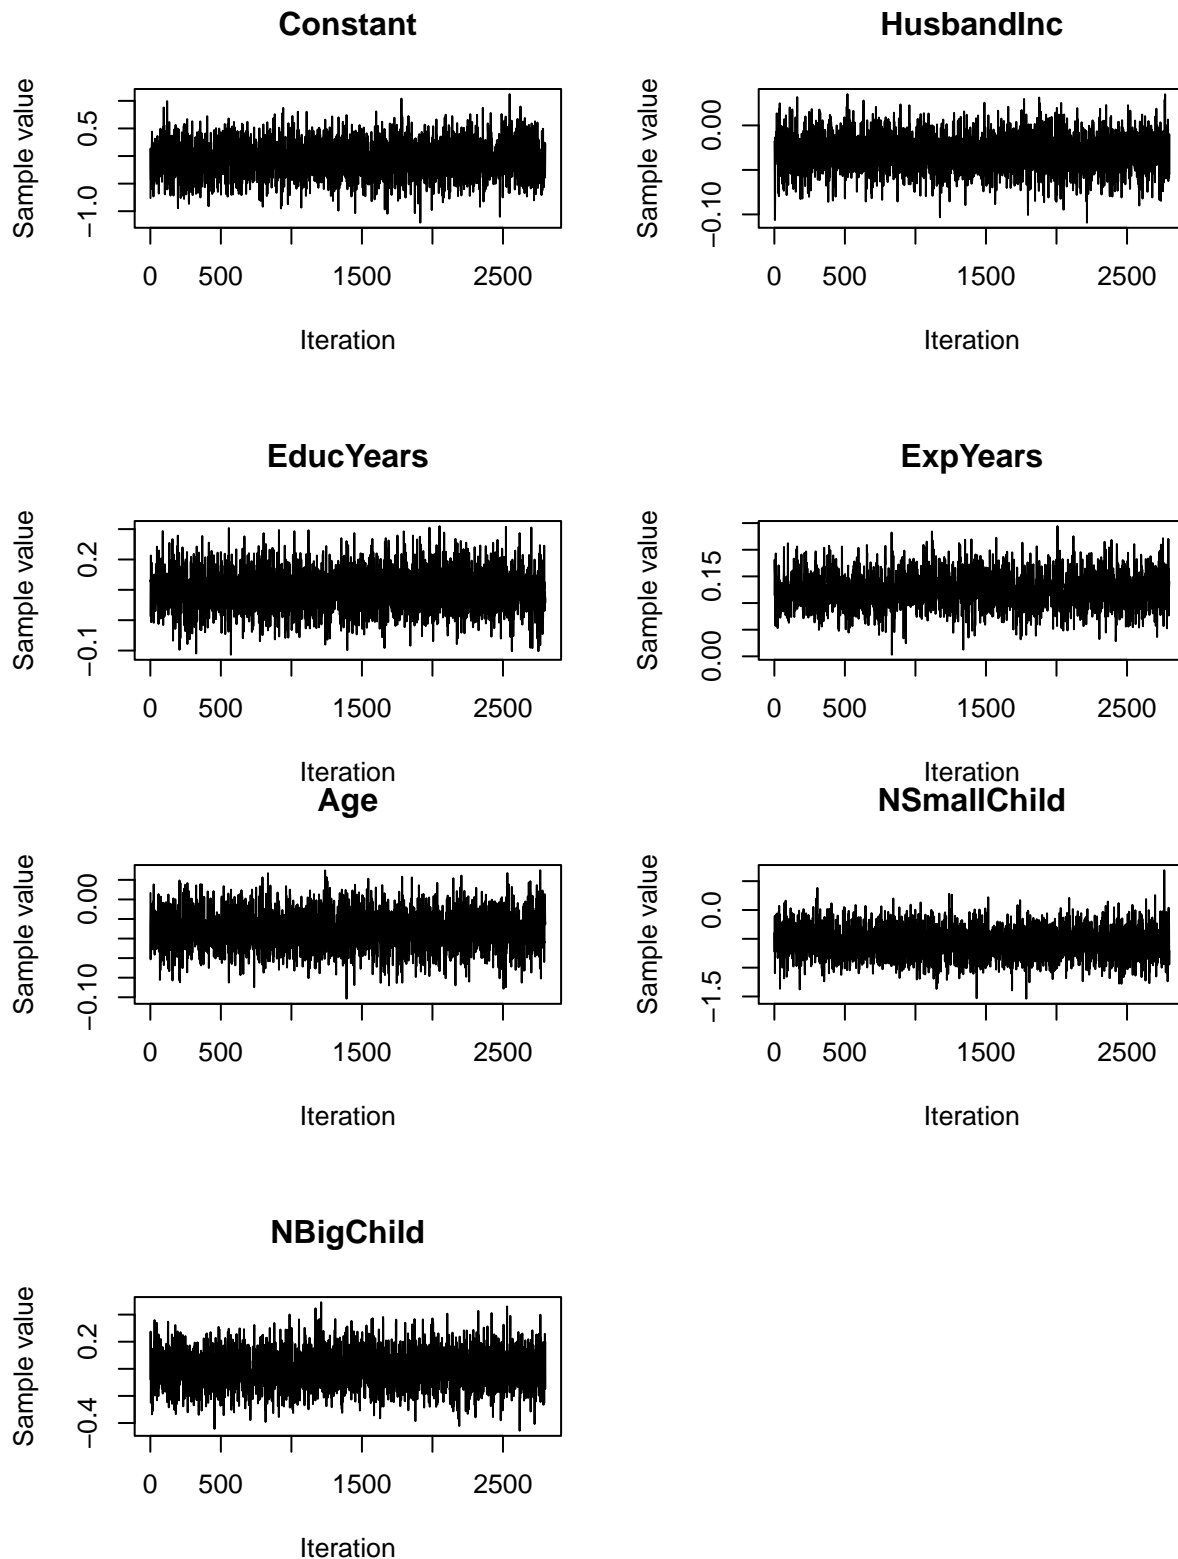 Constant
Sample value
0.5
−1.0
0 500 1500 2500
Iteration
HusbandInc
Sample value
0.00
−0.10
0 500 1500 2500
Iteration
EducYears
Sample value
0.2
−0.1
0 500 1500 2500
Iteration
ExpYears
Sample value
0.15
0.00
0 500 1500 2500
Iteration
Age
Sample value
0.00
−0.10
0 500 1500 2500
Iteration
NSmallChild
Sample value
0.0
−1.5
0 500 1500 2500
Iteration
NBigChild
Sample value
0.2
−0.4
0 500 1500 2500
Iteration